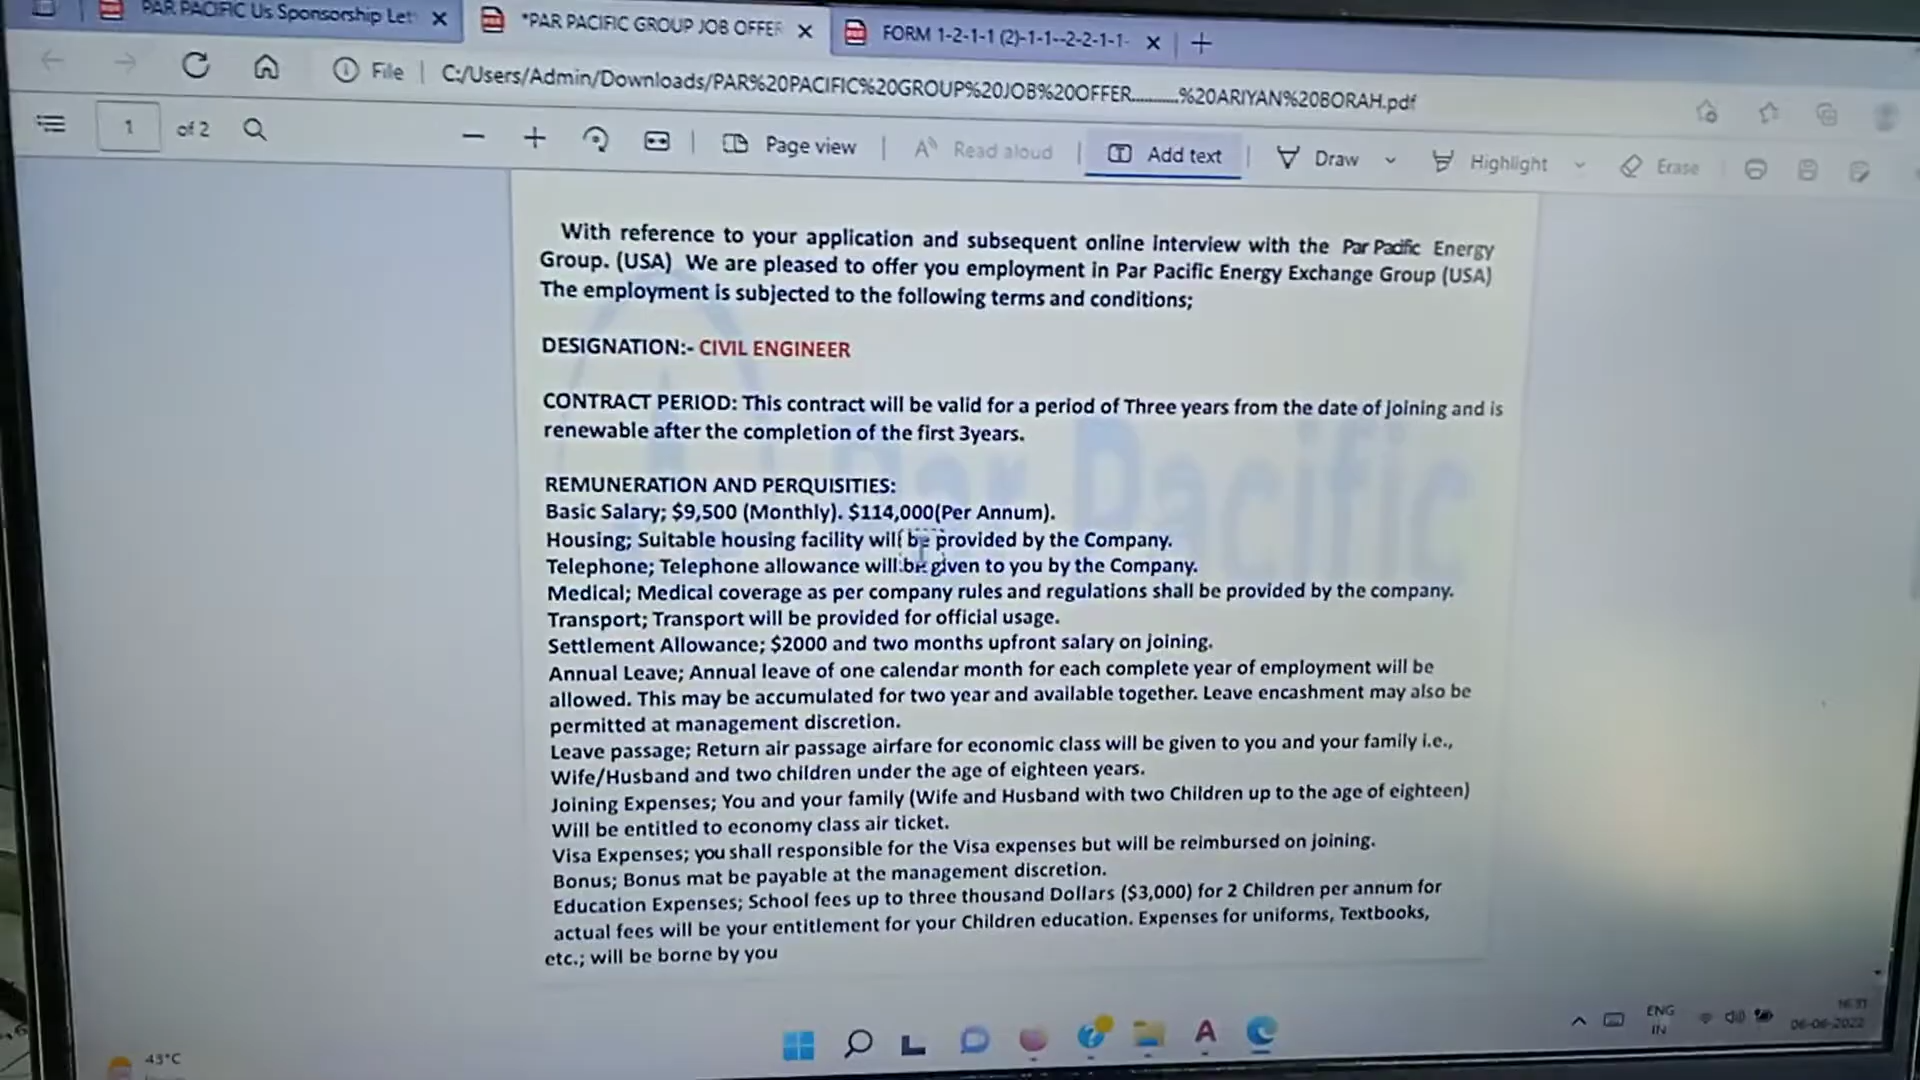 PAR PACIFIC Us Sponsorship Let
*PAR PACIFIC GROUP JOB OFFER
FORM 1-2-1-1 (2)-1-1--2-2-1-1-
File
C:/Users/Admin/Downloads/PAR%20PACIFIC%20GROUP%20JOB%20OFFER...........%20ARIYAN%20BORAH.pdf
1 of 2
Page view
Read aloud
Add text
Draw
Highlight
Erase
With reference to your application and subsequent online interview with the Par Pacific Energy
Group. (USA) We are pleased to offer you employment in Par Pacific Energy Exchange Group (USA)
The employment is subjected to the following terms and conditions;
DESIGNATION:- CIVIL ENGINEER
CONTRACT PERIOD: This contract will be valid for a period of Three years from the date of joining and is
renewable after the completion of the first 3years.
REMUNERATION AND PERQUISITIES:
Basic Salary; $9,500 (Monthly). $114,000(Per Annum).
Housing; Suitable housing facility will be provided by the Company.
Telephone; Telephone allowance will be given to you by the Company.
Medical; Medical coverage as per company rules and regulations shall be provided by the company.
Transport; Transport will be provided for official usage.
Settlement Allowance; $2000 and two months upfront salary on joining.
Annual Leave; Annual leave of one calendar month for each complete year of employment will be
allowed. This may be accumulated for two year and available together. Leave encashment may also be
permitted at management discretion.
Leave passage; Return air passage airfare for economic class will be given to you and your family i.e.,
Wife/Husband and two children under the age of eighteen years.
Joining Expenses; You and your family (Wife and Husband with two Children up to the age of eighteen)
Will be entitled to economy class air ticket.
Visa Expenses; you shall responsible for the Visa expenses but will be reimbursed on joining.
Bonus; Bonus mat be payable at the management discretion.
Education Expenses; School fees up to three thousand Dollars ($3,000) for 2 Children per annum for
actual fees will be your entitlement for your Children education. Expenses for uniforms, Textbooks,
etc.; will be borne by you
Par Pacific
43°C
ENG
IN
16:31
06-06-2022